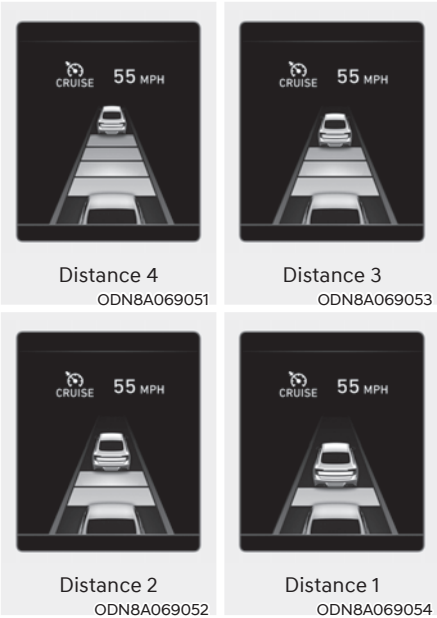 CRUISE 55 MPH
CRUISE 55 MPH
Distance 4
ODN8A069051
Distance 3
ODN8A069053
CRUISE 55 MPH
CRUISE 55 MPH
Distance 2
ODN8A069052
Distance 1
ODN8A069054